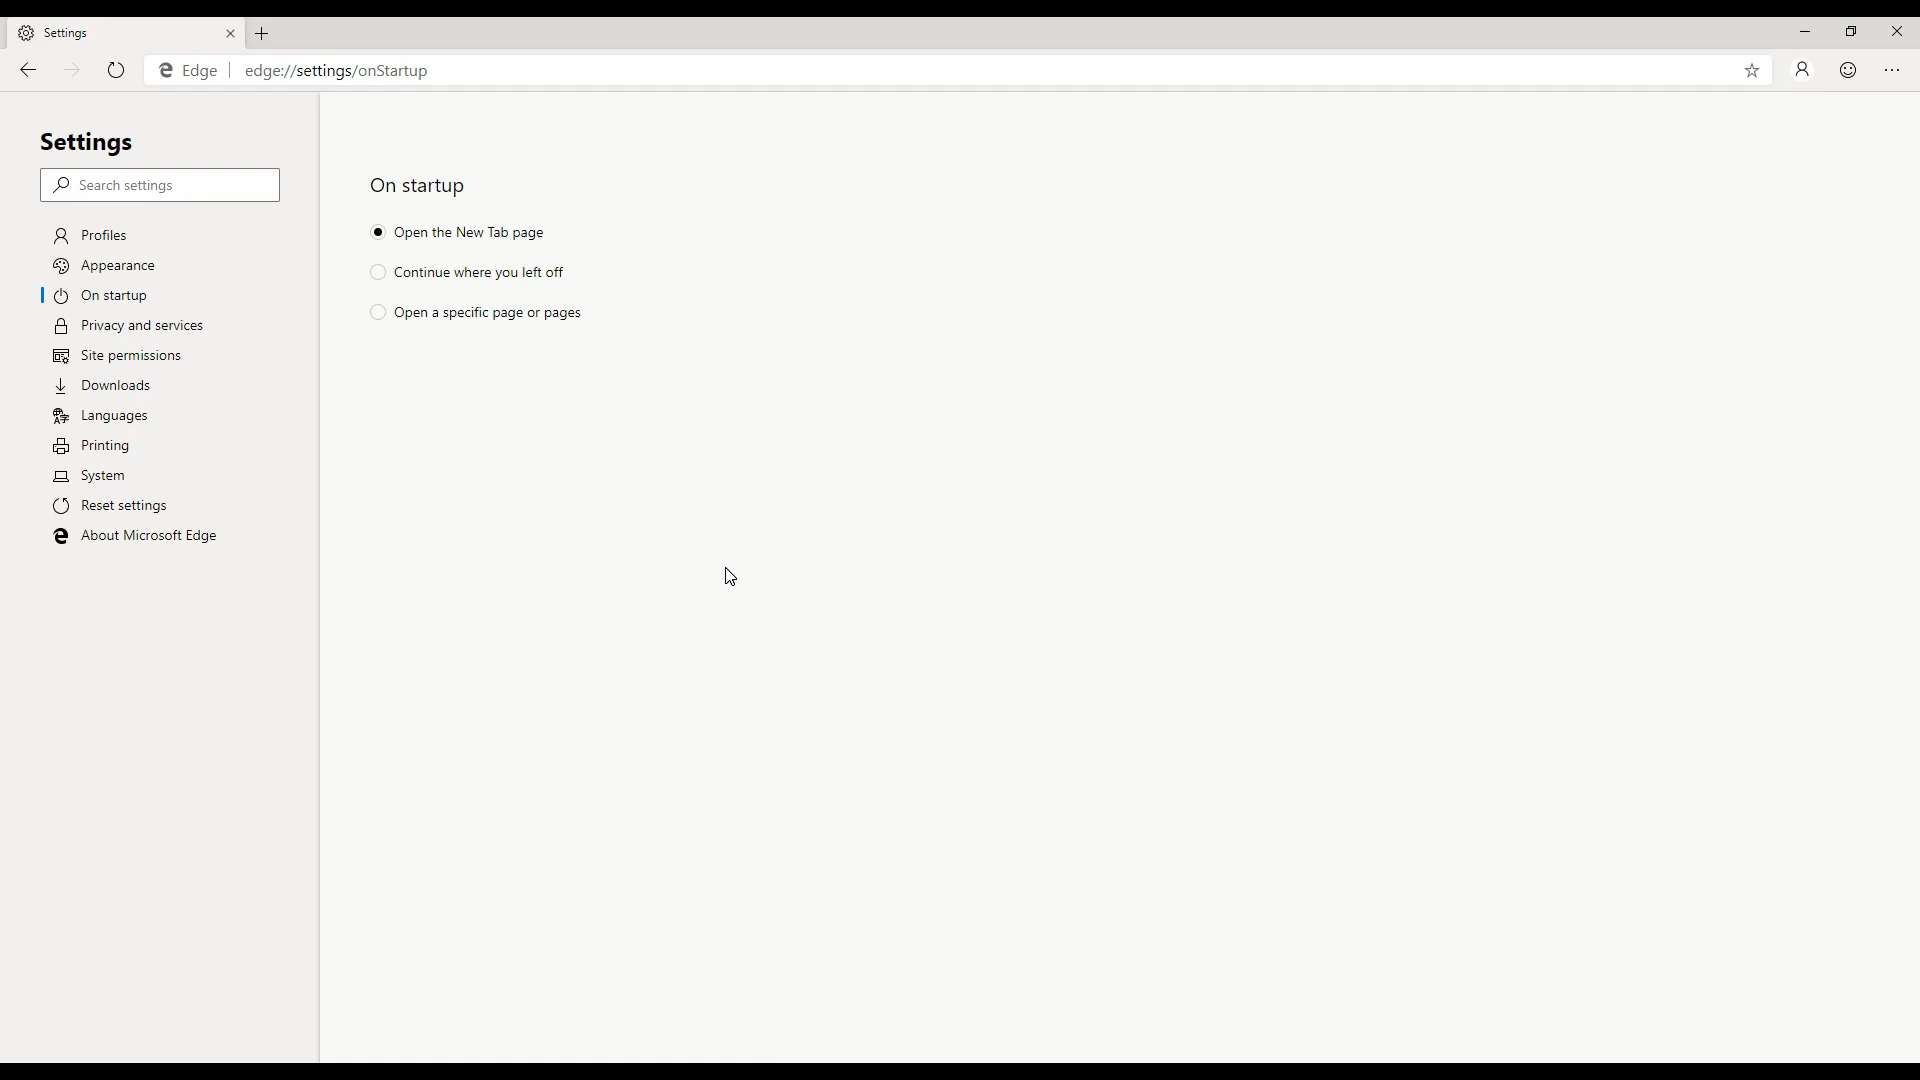 Settings
Edge
edge://settings/onStartup
Settings
Search settings
Profiles
Appearance
On startup
Privacy and services
Site permissions
Downloads
Languages
Printing
System
Reset settings
About Microsoft Edge
On startup
Open the New Tab page
Continue where you left off
Open a specific page or pages